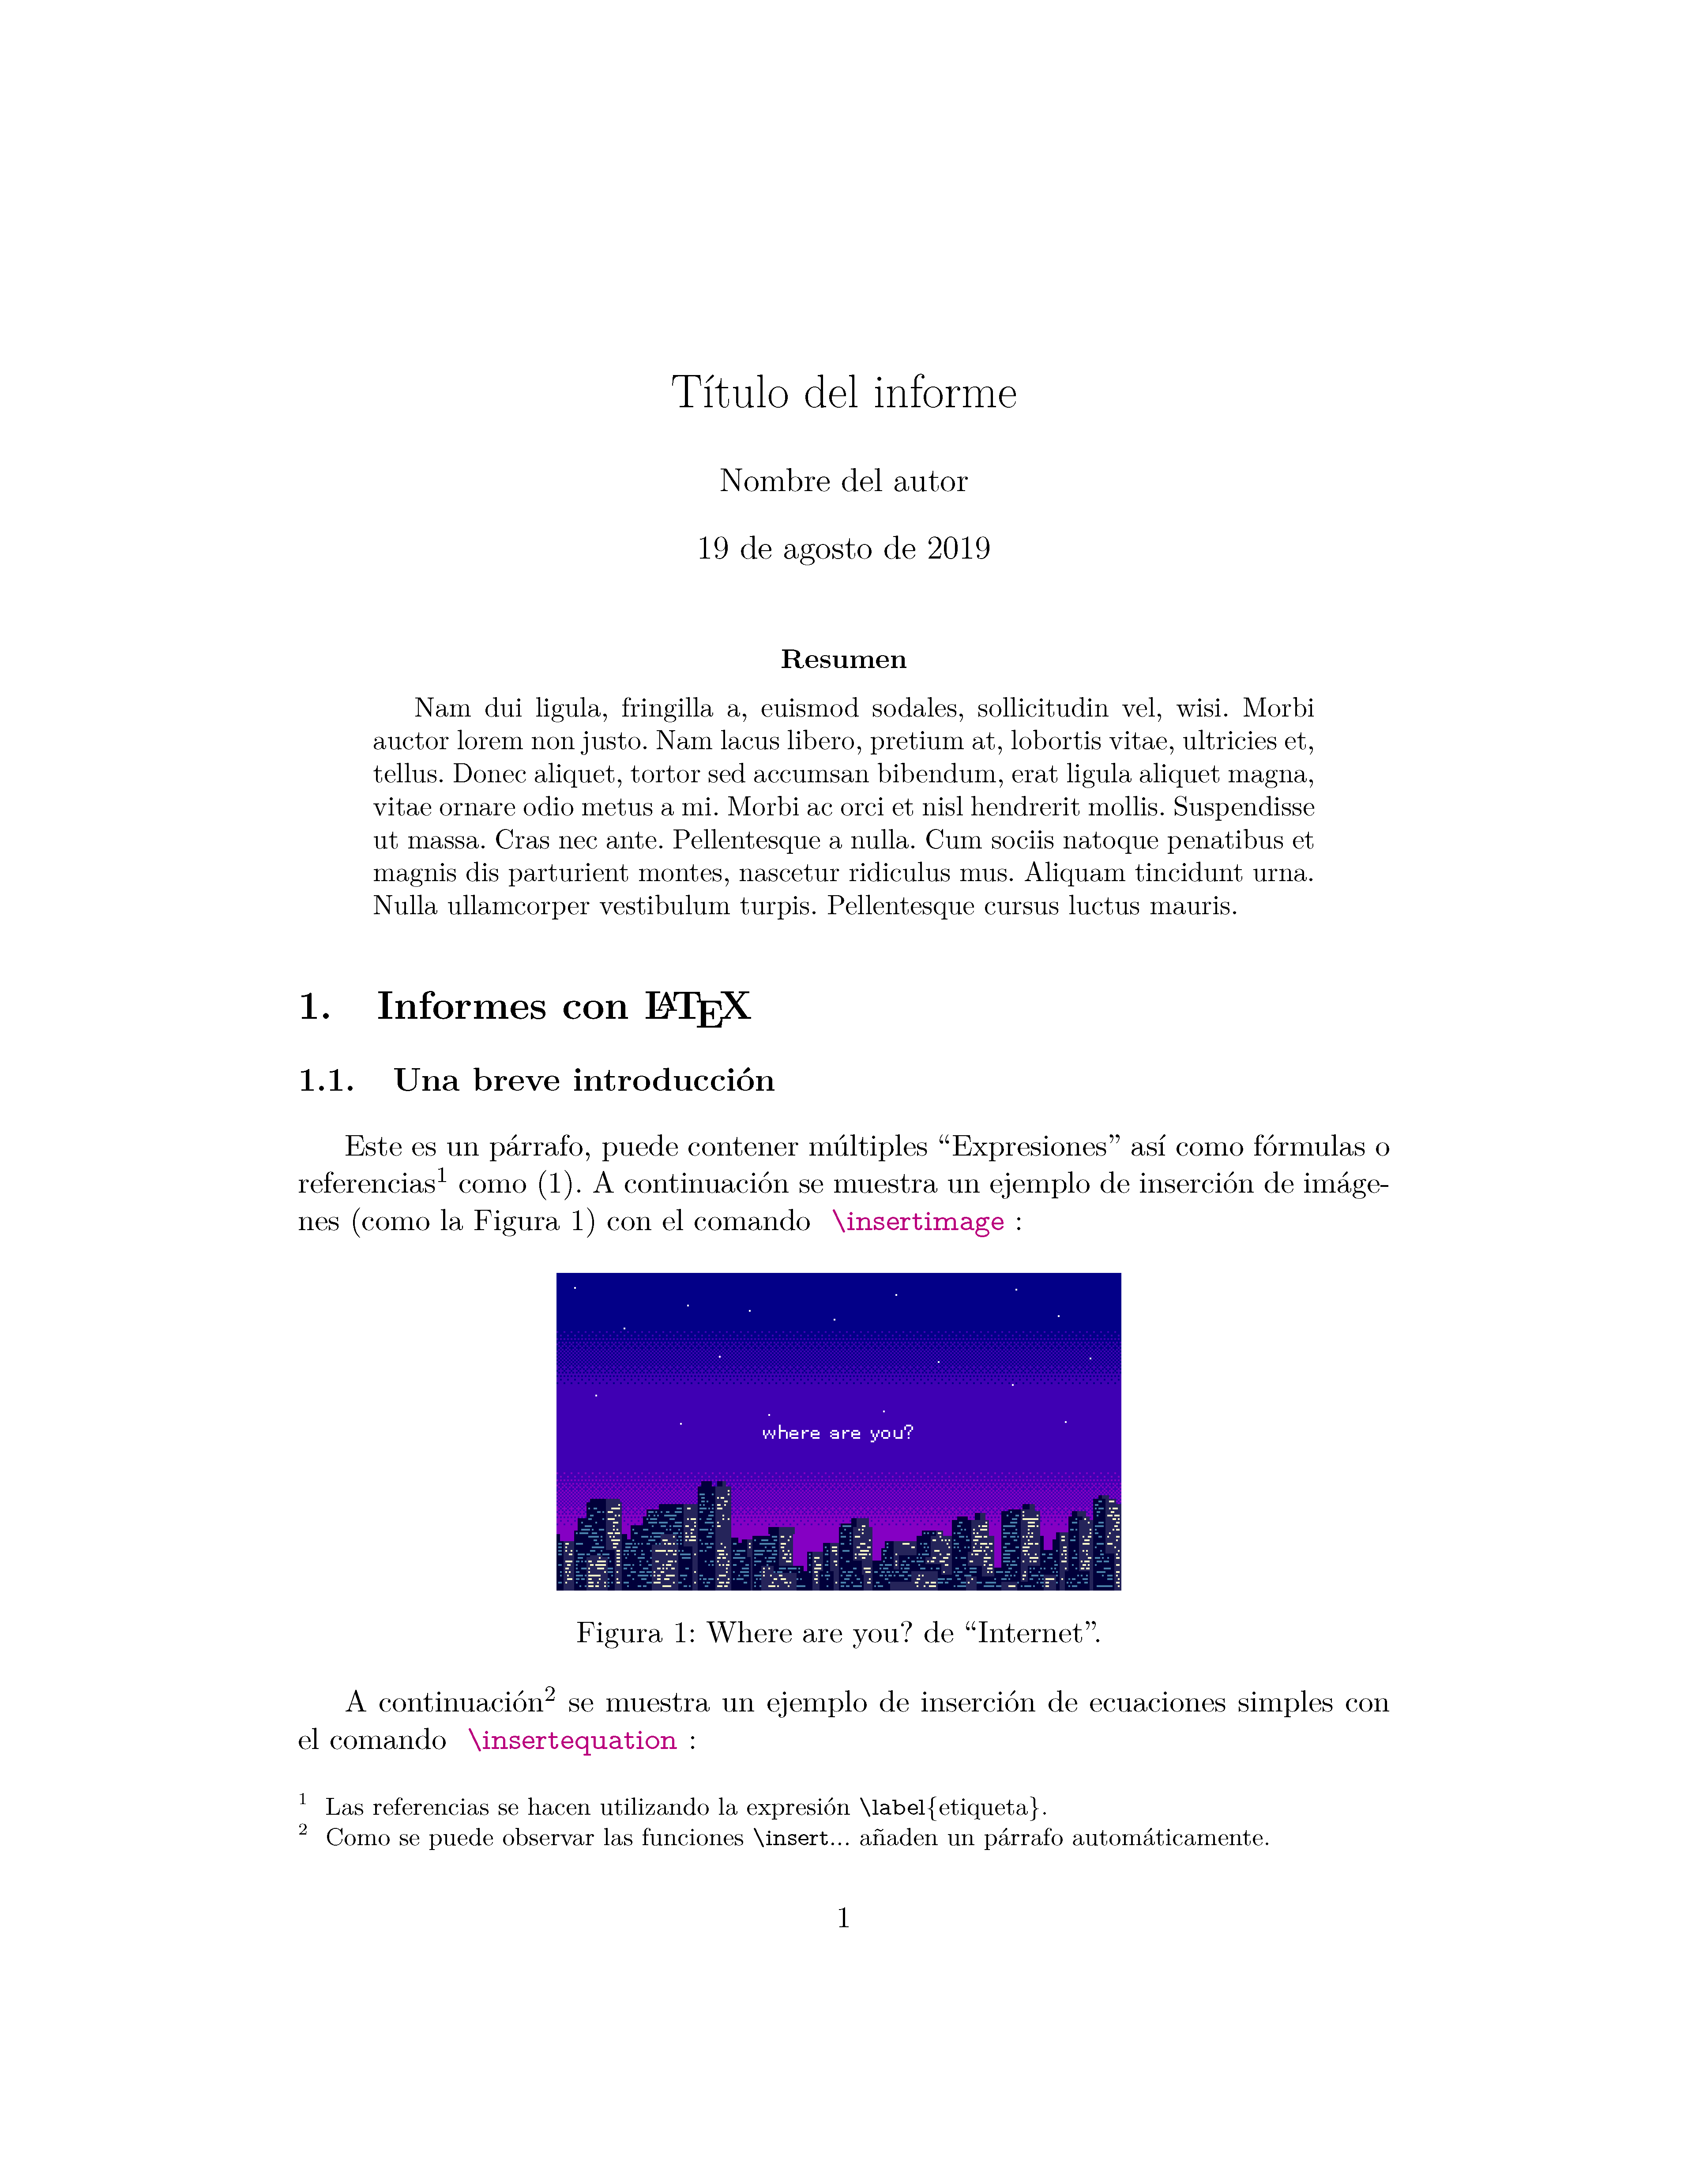 Título del informe
Nombre del autor
19 de agosto de 2019
Resumen
Nam dui ligula, fringilla a, euismod sodales, sollicitudin vel, wisi. Morbi
auctor lorem non justo. Nam lacus libero, pretium at, lobortis vitae, ultricies et,
tellus. Donec aliquet, tortor sed accumsan bibendum, erat ligula aliquet magna,
vitae ornare odio metus a mi. Morbi ac orci et nisl hendrerit mollis. Suspendisse
ut massa. Cras nec ante. Pellentesque a nulla. Cum sociis natoque penatibus et
magnis dis parturient montes, nascetur ridiculus mus. Aliquam tincidunt urna.
Nulla ullamcorper vestibulum turpis. Pellentesque cursus luctus mauris.
1. Informes con LATEX
1.1. Una breve introducción
Este es un párrafo, puede contener múltiples “Expresiones” así como fórmulas o
referencias1 como (1). A continuación se muestra un ejemplo de inserción de imáge-
nes (como la Figura 1) con el comando \insertimage :
where are you?
Figura 1: Where are you? de “Internet”.
A continuación2 se muestra un ejemplo de inserción de ecuaciones simples con
el comando \insertequation :
1 Las referencias se hacen utilizando la expresión \label{etiqueta}.
2 Como se puede observar las funciones \insert... añaden un párrafo automáticamente.
1